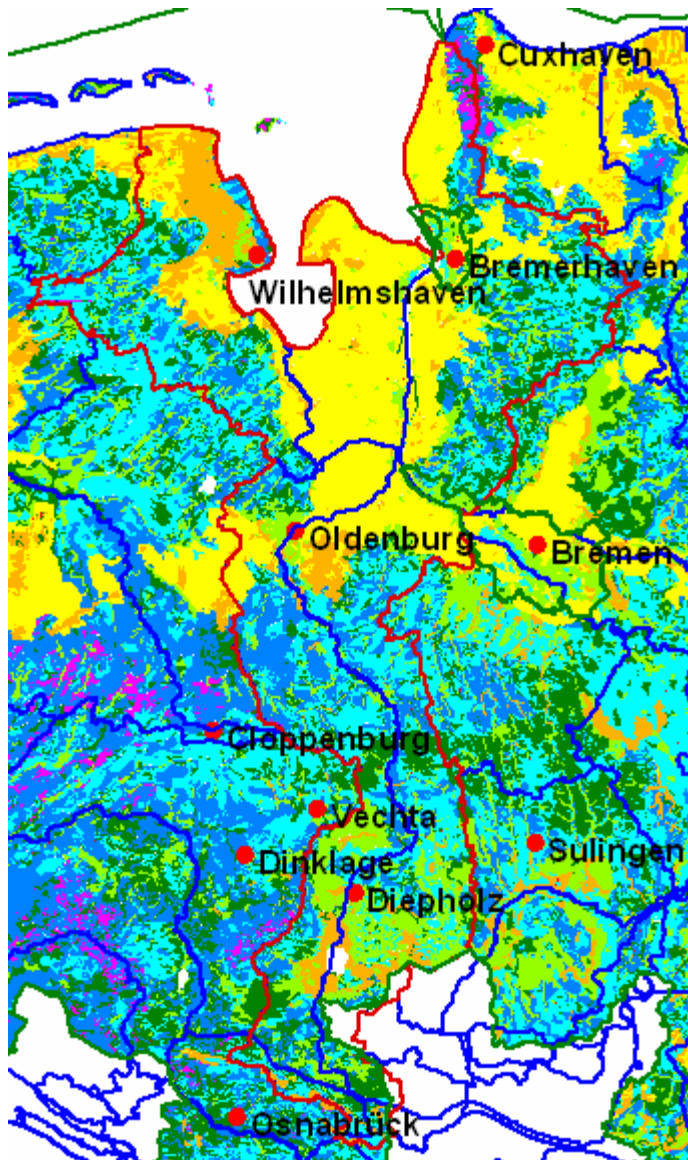 Cuxhaven
Bremerhaven
Wilhelmshaven
Oldenburg
Bremen
Cloppenburg
Vechta
Sulingen
Dinklage
Diepholz
Osnabrück